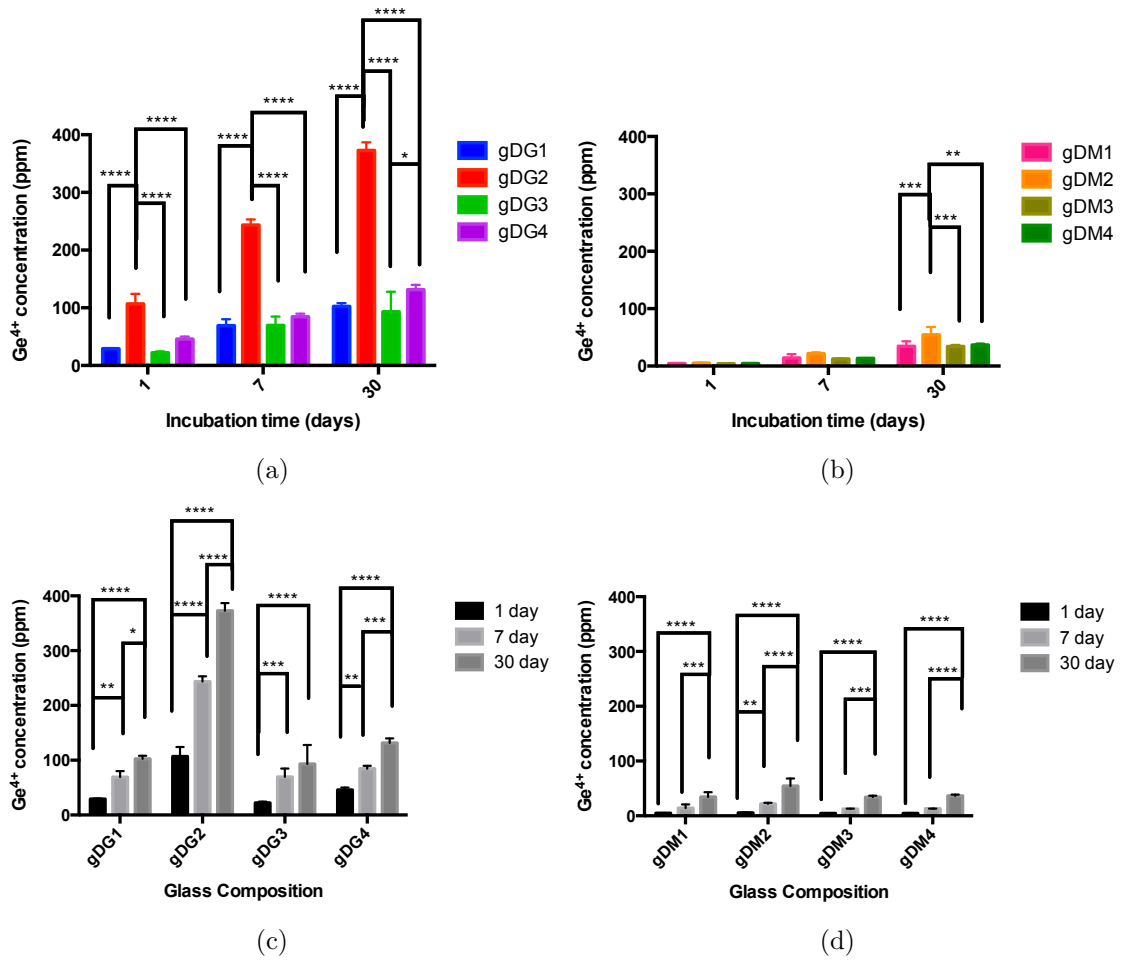 ****
****
****
****
****
****
****
****
****
****
*
400
300
200
100
0
Ge4+ concentration (ppm)
1
7
30
Incubation time (days)
gDG1
gDG2
gDG3
gDG4
(a)
**
***
***
400
300
200
100
0
Ge4+ concentration (ppm)
1
7
30
Incubation time (days)
gDM1
gDM2
gDM3
gDM4
(b)
****
*
**
****
****
****
****
***
****
***
**
400
300
200
100
0
Ge4+ concentration (ppm)
gDG1
gDG2
gDG3
gDG4
Glass Composition
1 day
7 day
30 day
(c)
****
***
****
****
**
****
***
****
****
400
300
200
100
0
Ge4+ concentration (ppm)
gDM1
gDM2
gDM3
gDM4
Glass Composition
1 day
7 day
30 day
(d)